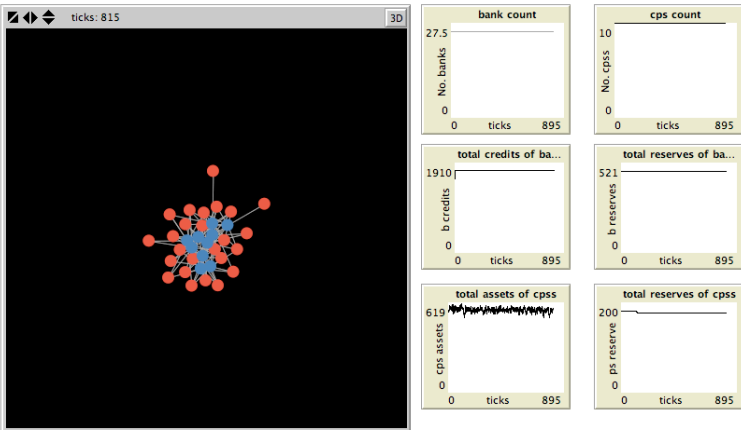 ticks: 815
3D
bank count
27.5
No. banks
0
0 ticks 895
cps count
10
No. cpss
0
0 ticks 895
total credits of ba...
1910
b credits
0
0 ticks 895
total reserves of ba...
521
b reserves
0
0 ticks 895
total assets of cpss
619
cps assets
0
0 ticks 895
total reserves of cpss
200
ps reserve
0
0 ticks 895